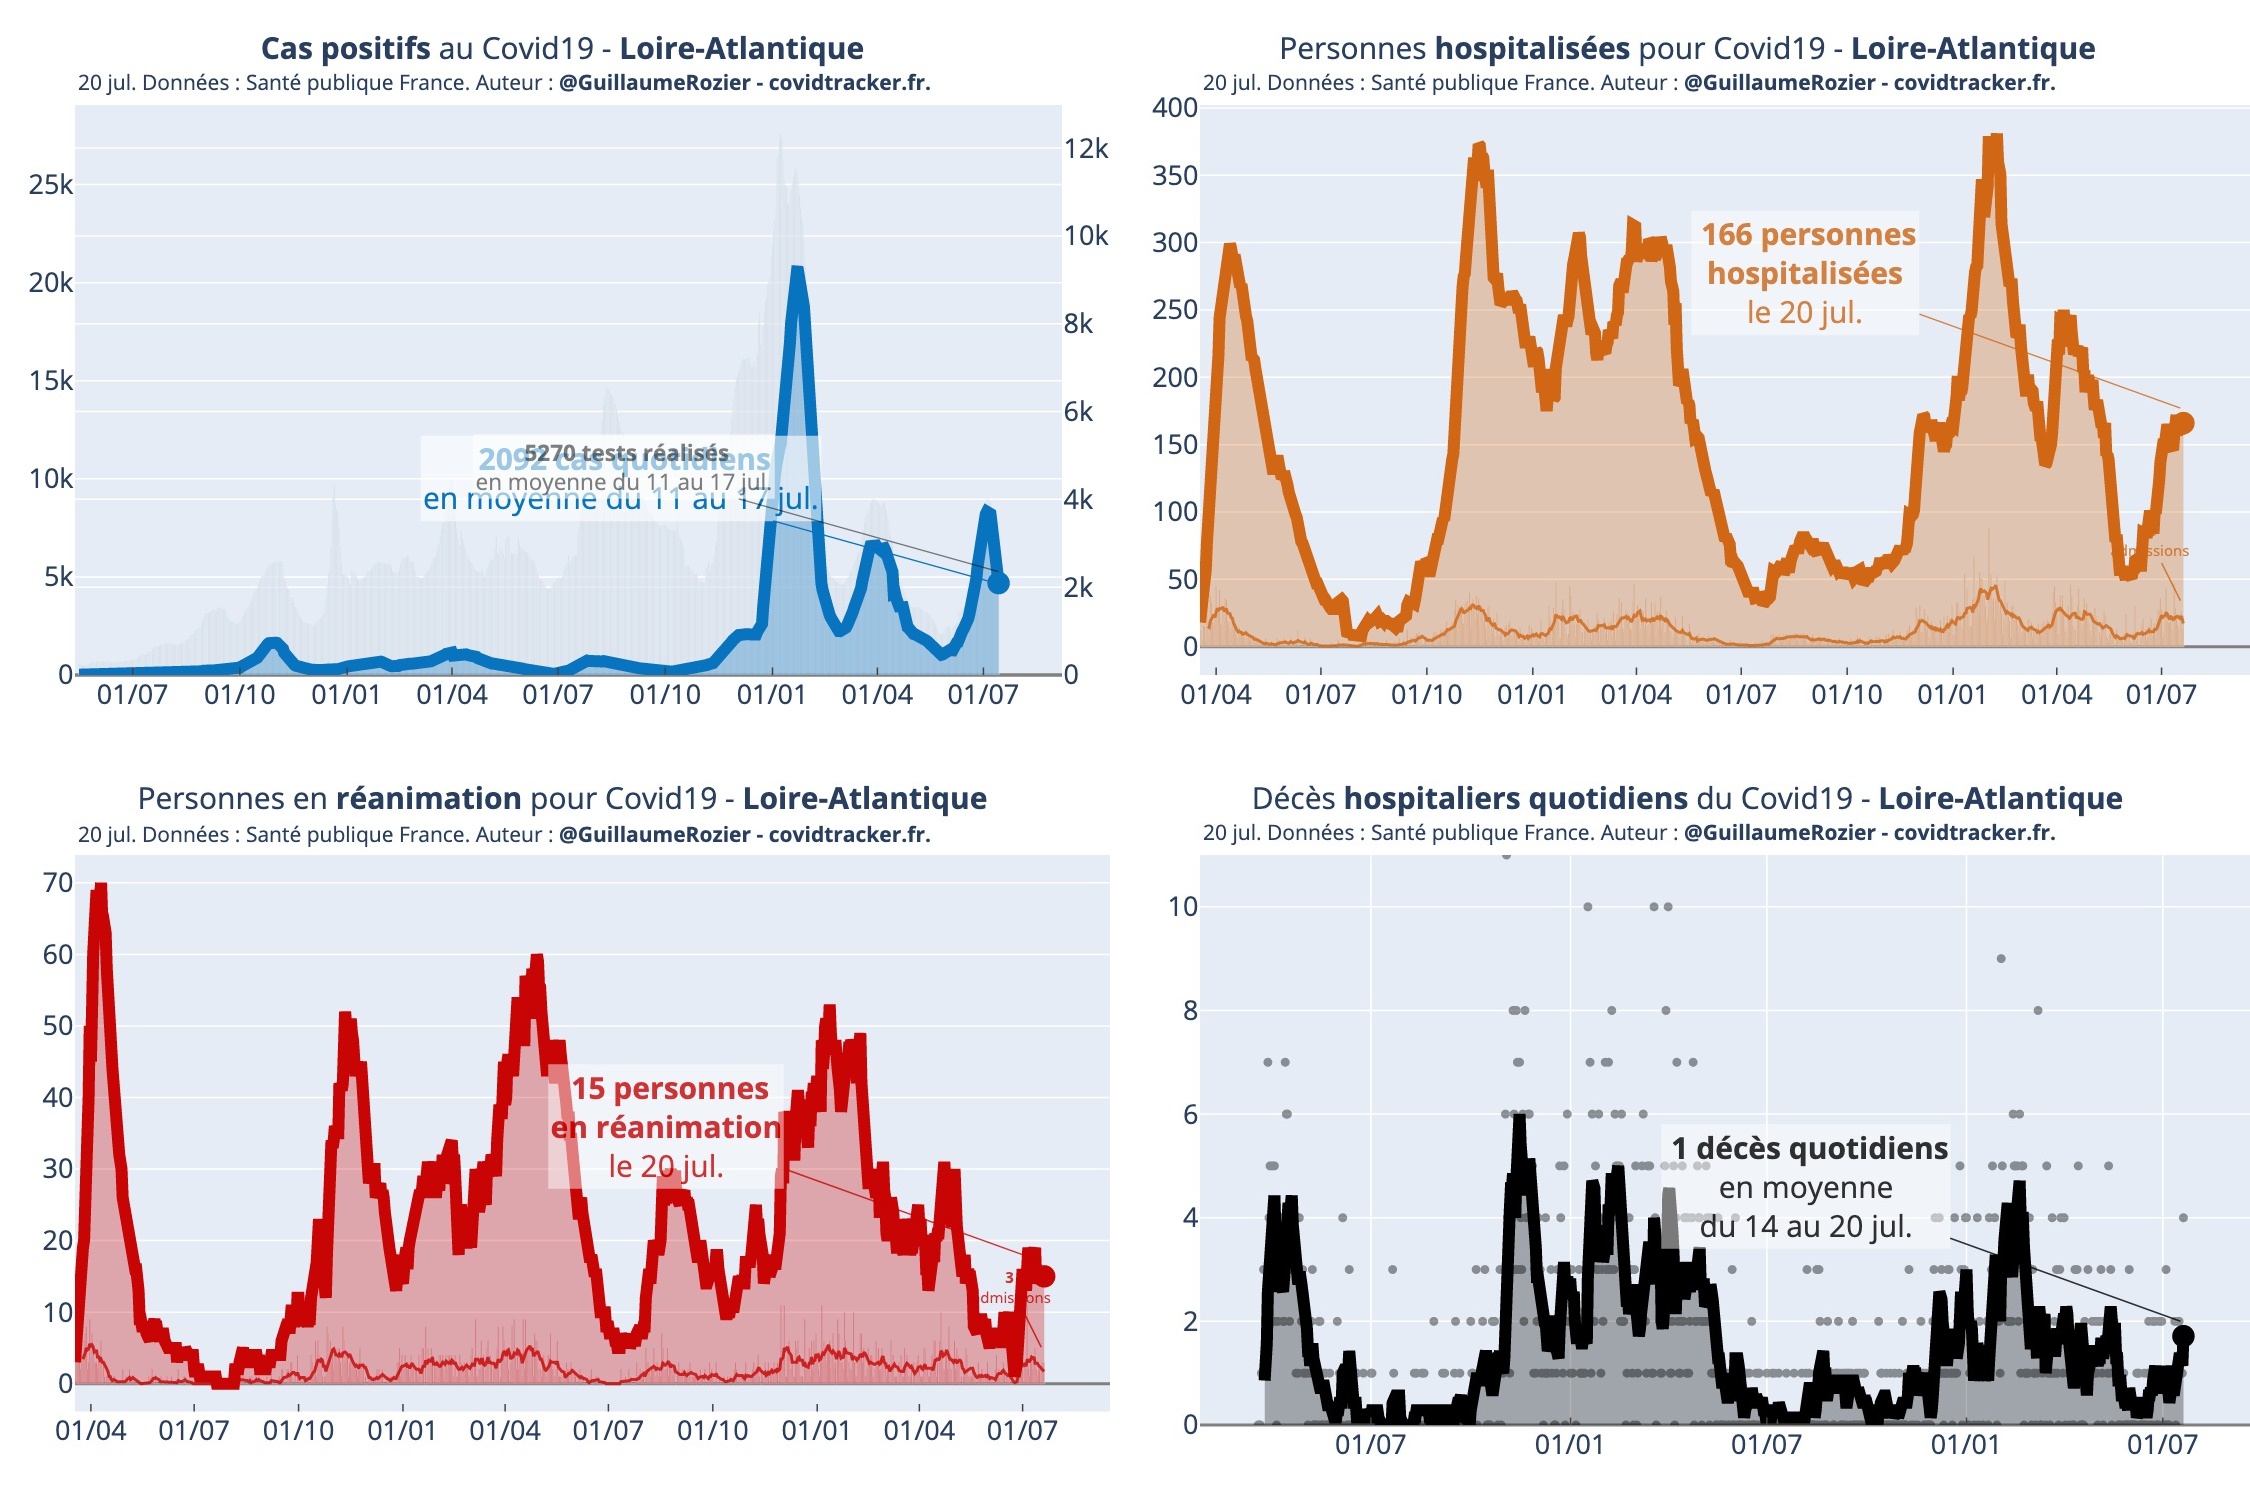 Cas positifs au Covid19 - Loire-Atlantique
20 jul. Données : Santé publique France. Auteur : @GuillaumeRozier - covidtracker.fr.
25k
20k
15k
10k
5k
0
12k
10k
8k
6k
4k
2k
0
5270 tests réalisés
en moyenne du 11 au 17 jul.
2092 cas quotidiens
en moyenne du 11 au 17 jul.
01/07 01/10 01/01 01/04 01/07 01/10 01/01 01/04 01/07
Personnes hospitalisées pour Covid19 - Loire-Atlantique
20 jul. Données : Santé publique France. Auteur : @GuillaumeRozier - covidtracker.fr.
400
350
300
250
200
150
100
50
0
166 personnes
hospitalisées
le 20 jul.
admissions
01/04 01/07 01/10 01/01 01/04 01/07 01/10 01/01 01/04 01/07
Personnes en réanimation pour Covid19 - Loire-Atlantique
20 jul. Données : Santé publique France. Auteur : @GuillaumeRozier - covidtracker.fr.
70
60
50
40
30
20
10
0
15 personnes
en réanimation
le 20 jul.
3
admissions
01/04 01/07 01/10 01/01 01/04 01/07 01/10 01/01 01/04 01/07
Décès hospitaliers quotidiens du Covid19 - Loire-Atlantique
20 jul. Données : Santé publique France. Auteur : @GuillaumeRozier - covidtracker.fr.
10
8
6
4
2
0
1 décès quotidiens
en moyenne
du 14 au 20 jul.
01/07 01/01 01/07 01/01 01/07